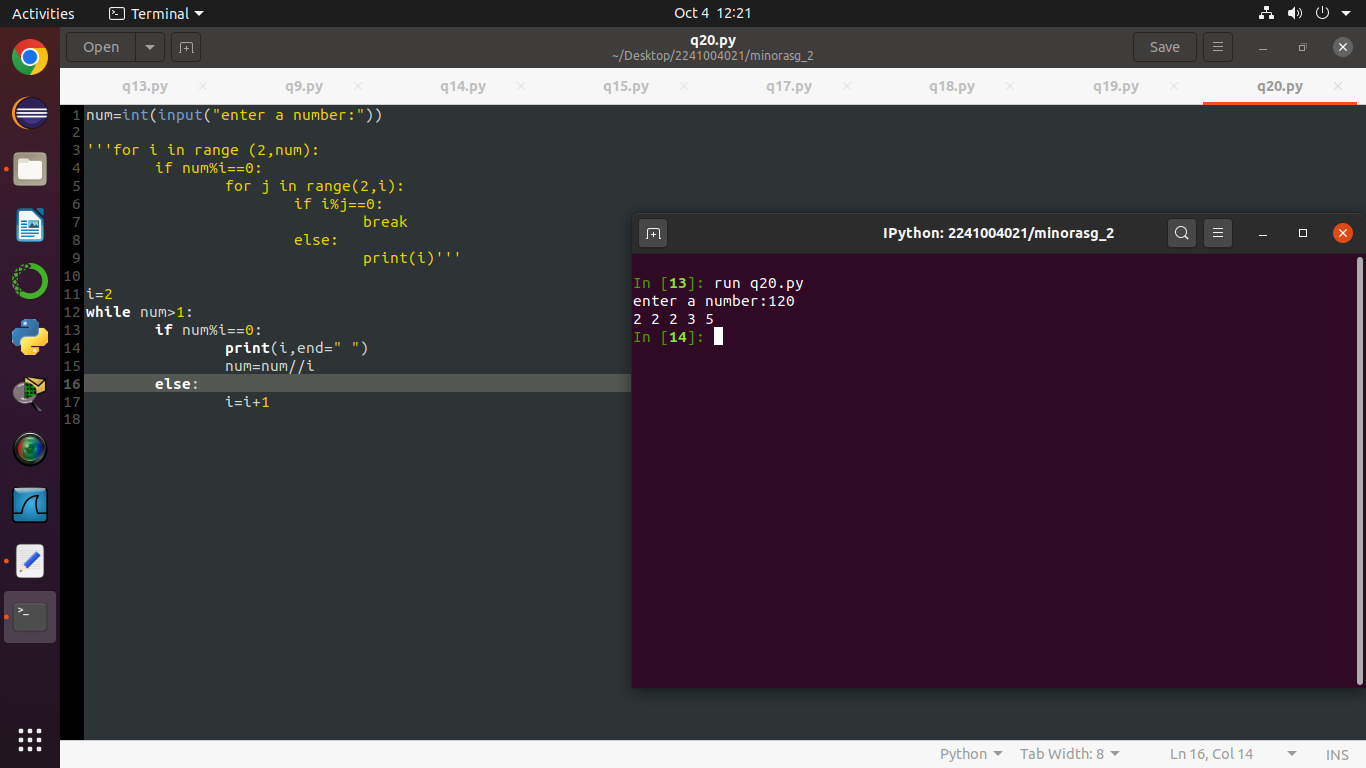 Activities Terminal Oct 4 12:21
Open q20.py Save
~/Desktop/2241004021/minorasg_2
q13.py q9.py q14.py q15.py q17.py q18.py q19.py q20.py
1 num=int(input("enter a number:"))
2
3 '''for i in range (2,num):
4 if num%i==0:
5 for j in range(2,i):
6 if i%j==0:
7 break
8 else:
9 print(i)'''
10
11 i=2
12 while num>1:
13 if num%i==0:
14 print(i,end=" ")
15 num=num//i
16 else:
17 i=i+1
18
IPython: 2241004021/minorasg_2
In [13]: run q20.py
enter a number:120
2 2 2 3 5
In [14]:
Python Tab Width: 8 Ln 16, Col 14 INS